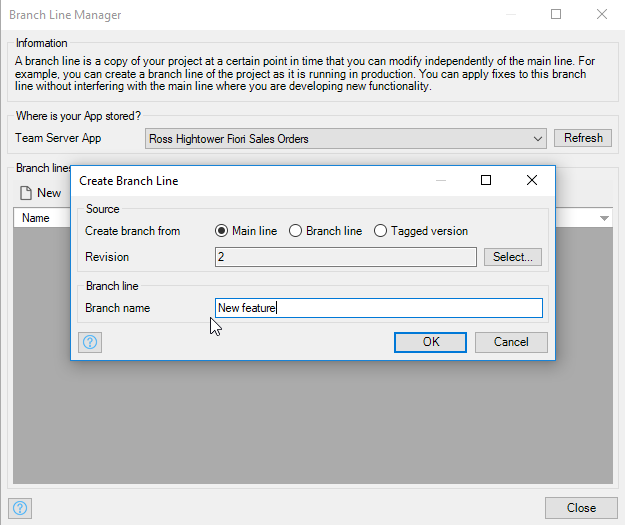 Branch Line Manager
Information
A branch line is a copy of your project at a certain point in time that you can modify independently of the main line. For
example, you can create a branch line of the project as it is running in production. You can apply fixes to this branch
line without interfering with the main line where you are developing new functionality.
Where is your App stored?
Team Server App
Ross Hightower Fiori Sales Orders
Refresh
Branch lines
New
Name
Create Branch Line
Source
Create branch from
Main line
Branch line
Tagged version
Revision
2
Select...
Branch line
Branch name
New feature
?
OK
Cancel
?
Close